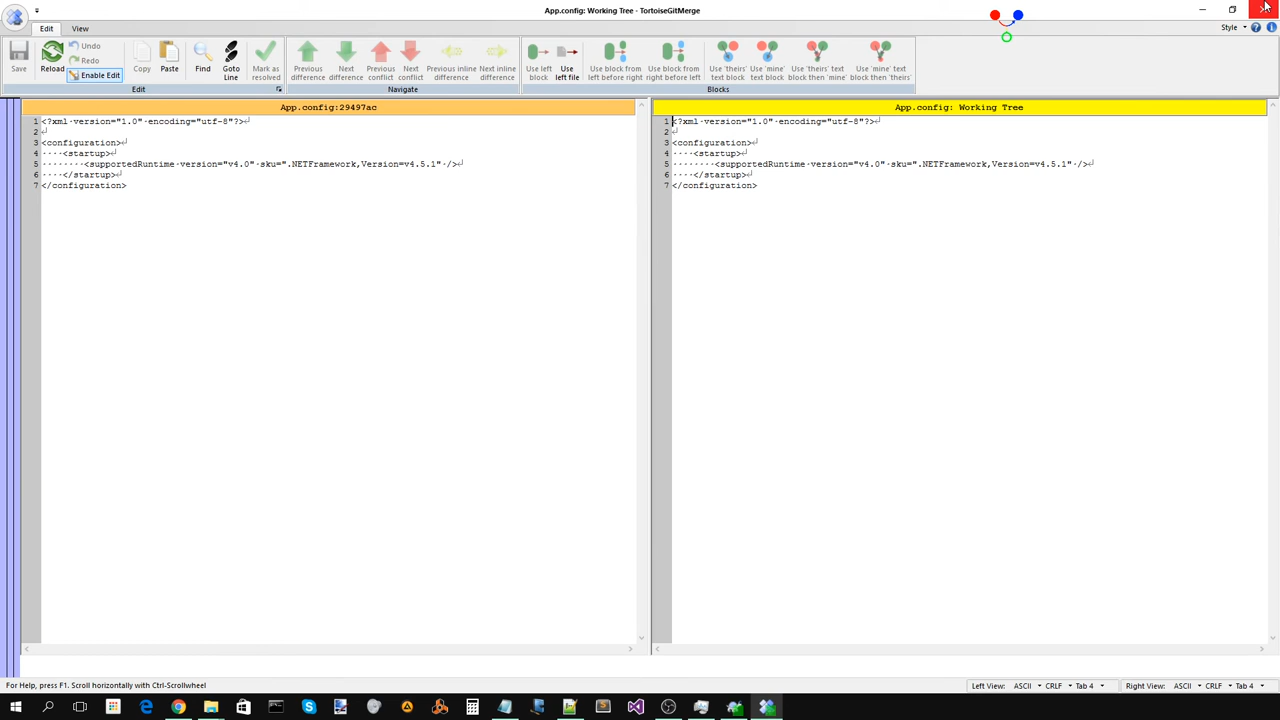 App.config: Working Tree - TortoiseGitMerge
Edit View
Style
Save
Reload
Undo
Redo
Enable Edit
Copy
Paste
Find
Goto Line
Mark as resolved
Previous difference
Next difference
Previous conflict
Next conflict
Previous inline difference
Next inline difference
Use left block
Use left file
Use block from left before right
Use block from right before left
Use 'theirs' text block
Use 'mine' text block
Use 'theirs' text block then 'mine'
Use 'mine' text block then 'theirs'
Edit
Navigate
Blocks
App.config:29497ac
1 <?xml·version="1.0"·encoding="utf-8"?>
2
3 <configuration>
4 ····<startup>
5 ········<supportedRuntime·version="v4.0"·sku=".NETFramework,Version=v4.5.1"·/>
6 ····</startup>
7 </configuration>
App.config: Working Tree
1 <?xml·version="1.0"·encoding="utf-8"?>
2
3 <configuration>
4 ····<startup>
5 ········<supportedRuntime·version="v4.0"·sku=".NETFramework,Version=v4.5.1"·/>
6 ····</startup>
7 </configuration>
For Help, press F1. Scroll horizontally with Ctrl-Scrollwheel
Left View: ASCII CRLF Tab 4
Right View: ASCII CRLF Tab 4